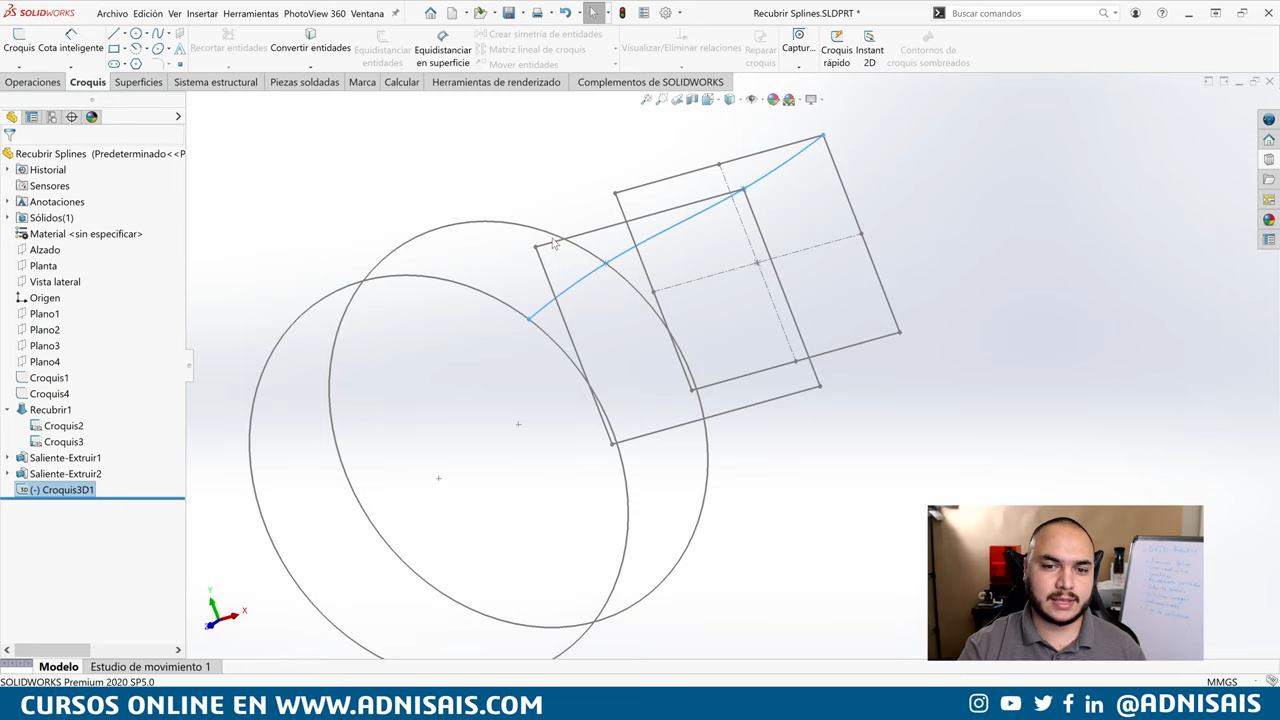 SOLIDWORKS
Archivo Edición Ver Insertar Herramientas PhotoView 360 Ventana
Recubrir Splines.SLDPRT *
Buscar comandos
Croquis
Cota inteligente
Recortar entidades
Convertir entidades
Equidistanciar entidades
Equidistanciar en superficie
Crear simetría de entidades
Matriz lineal de croquis
Mover entidades
Visualizar/Eliminar relaciones
Reparar croquis
Captur...
Croquis rápido
Instant 2D
Contornos de croquis sombreados
Operaciones Croquis Superficies Sistema estructural Piezas soldadas Marca Calcular Herramientas de renderizado Complementos de SOLIDWORKS
Recubrir Splines (Predeterminado<<P
Historial
Sensores
Anotaciones
Sólidos(1)
Material <sin especificar>
Alzado
Planta
Vista lateral
Origen
Plano1
Plano2
Plano3
Plano4
Croquis1
Croquis4
Recubrir1
Croquis2
Croquis3
Saliente-Extruir1
Saliente-Extruir2
3D (-) Croquis3D1
Y
X
Z
Modelo Estudio de movimiento 1
SOLIDWORKS Premium 2020 SP5.0
MMGS
CURSOS ONLINE EN WWW.ADNISAIS.COM
@ADNISAIS